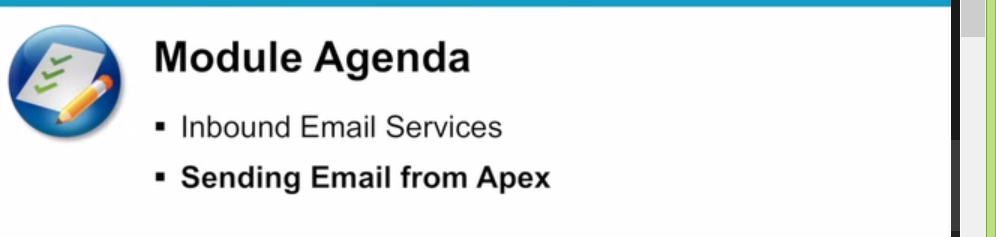 Module Agenda
▪ Inbound Email Services
▪ Sending Email from Apex